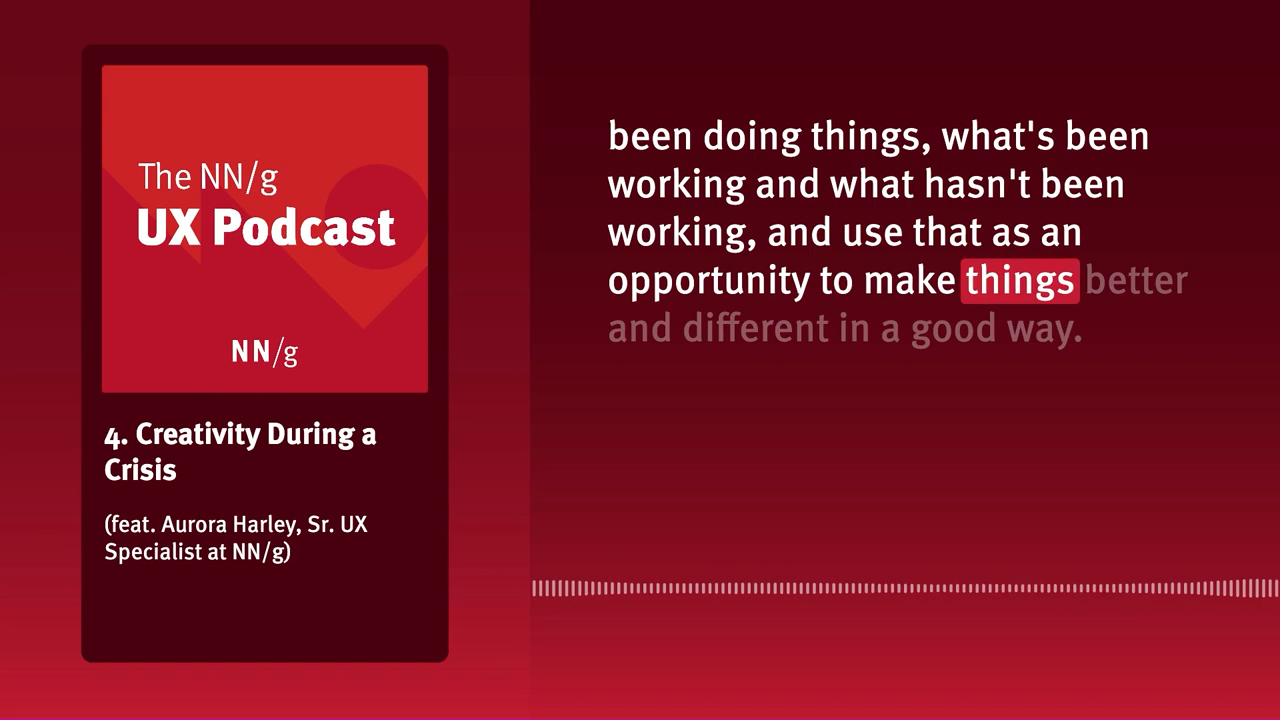 The NN/g
UX Podcast
NN/g
4. Creativity During a
Crisis
(feat. Aurora Harley, Sr. UX
Specialist at NN/g)
been doing things, what's been
working and what hasn't been
working, and use that as an
opportunity to make things better
and different in a good way.